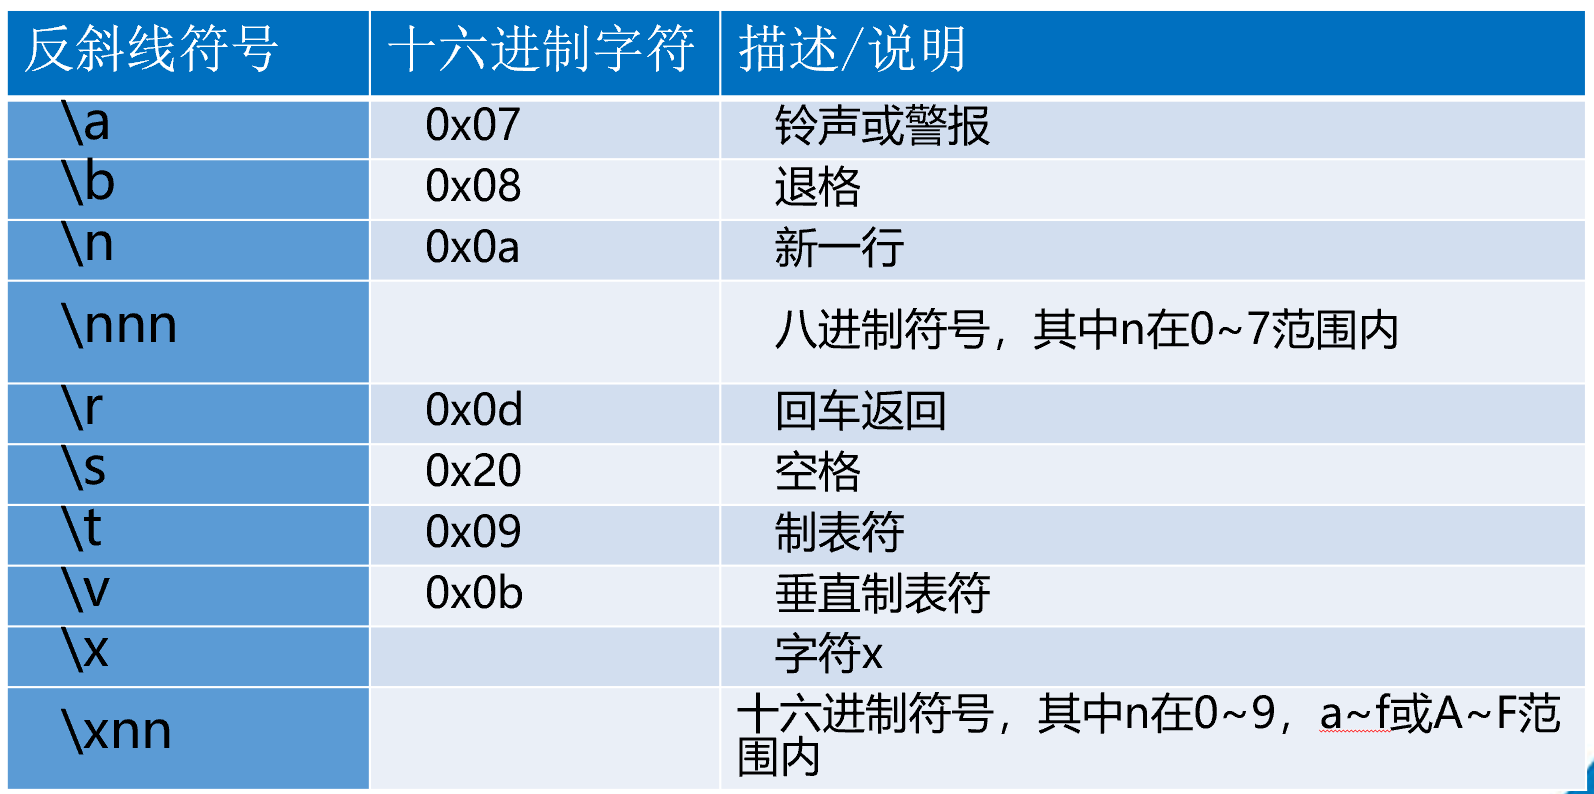 反斜线符号 十六进制字符 描述/说明
\a 0x07 铃声或警报
\b 0x08 退格
\n 0x0a 新一行
\nnn 八进制符号，其中n在0~7范围内
\r 0x0d 回车返回
\s 0x20 空格
\t 0x09 制表符
\v 0x0b 垂直制表符
\x 字符x
\xnn 十六进制符号，其中n在0~9，a~f或A~F范
围内